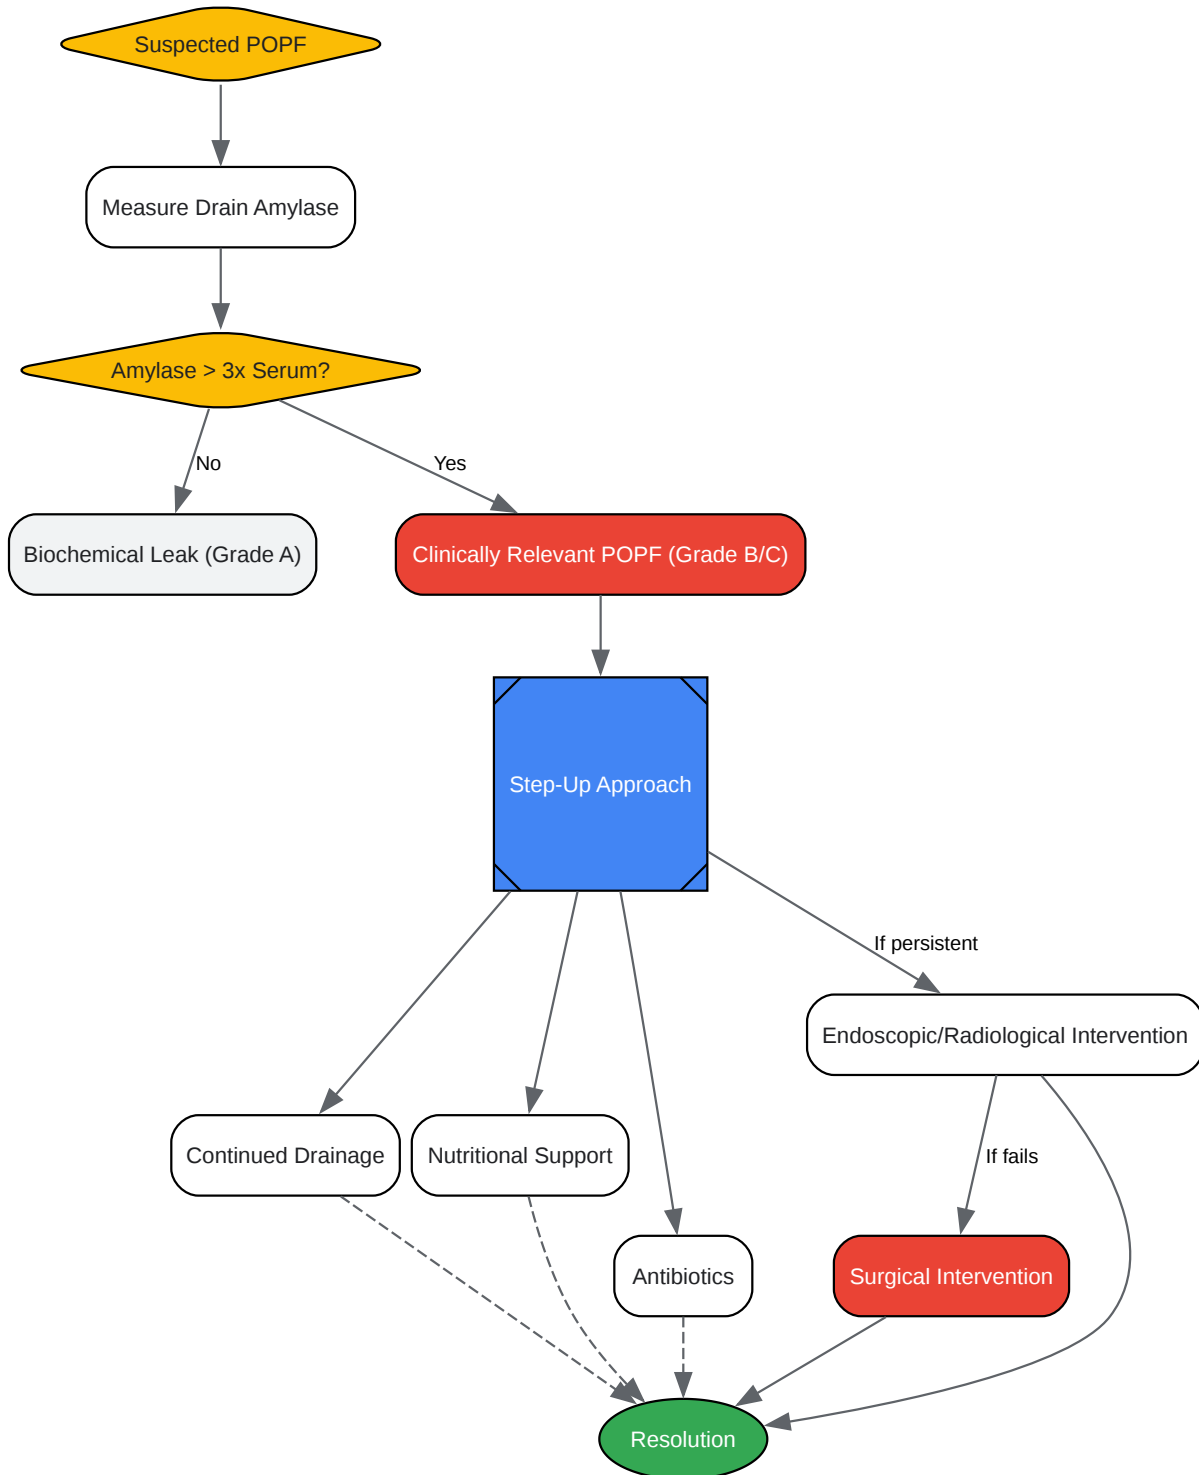 Suspected POPF
Measure Drain Amylase
Amylase > 3x Serum?
No
Yes
Biochemical Leak (Grade A)
Clinically Relevant POPF (Grade B/C)
Step-Up Approach
If persistent
Endoscopic/Radiological Intervention
Continued Drainage
Nutritional Support
If fails
Antibiotics
Surgical Intervention
Resolution